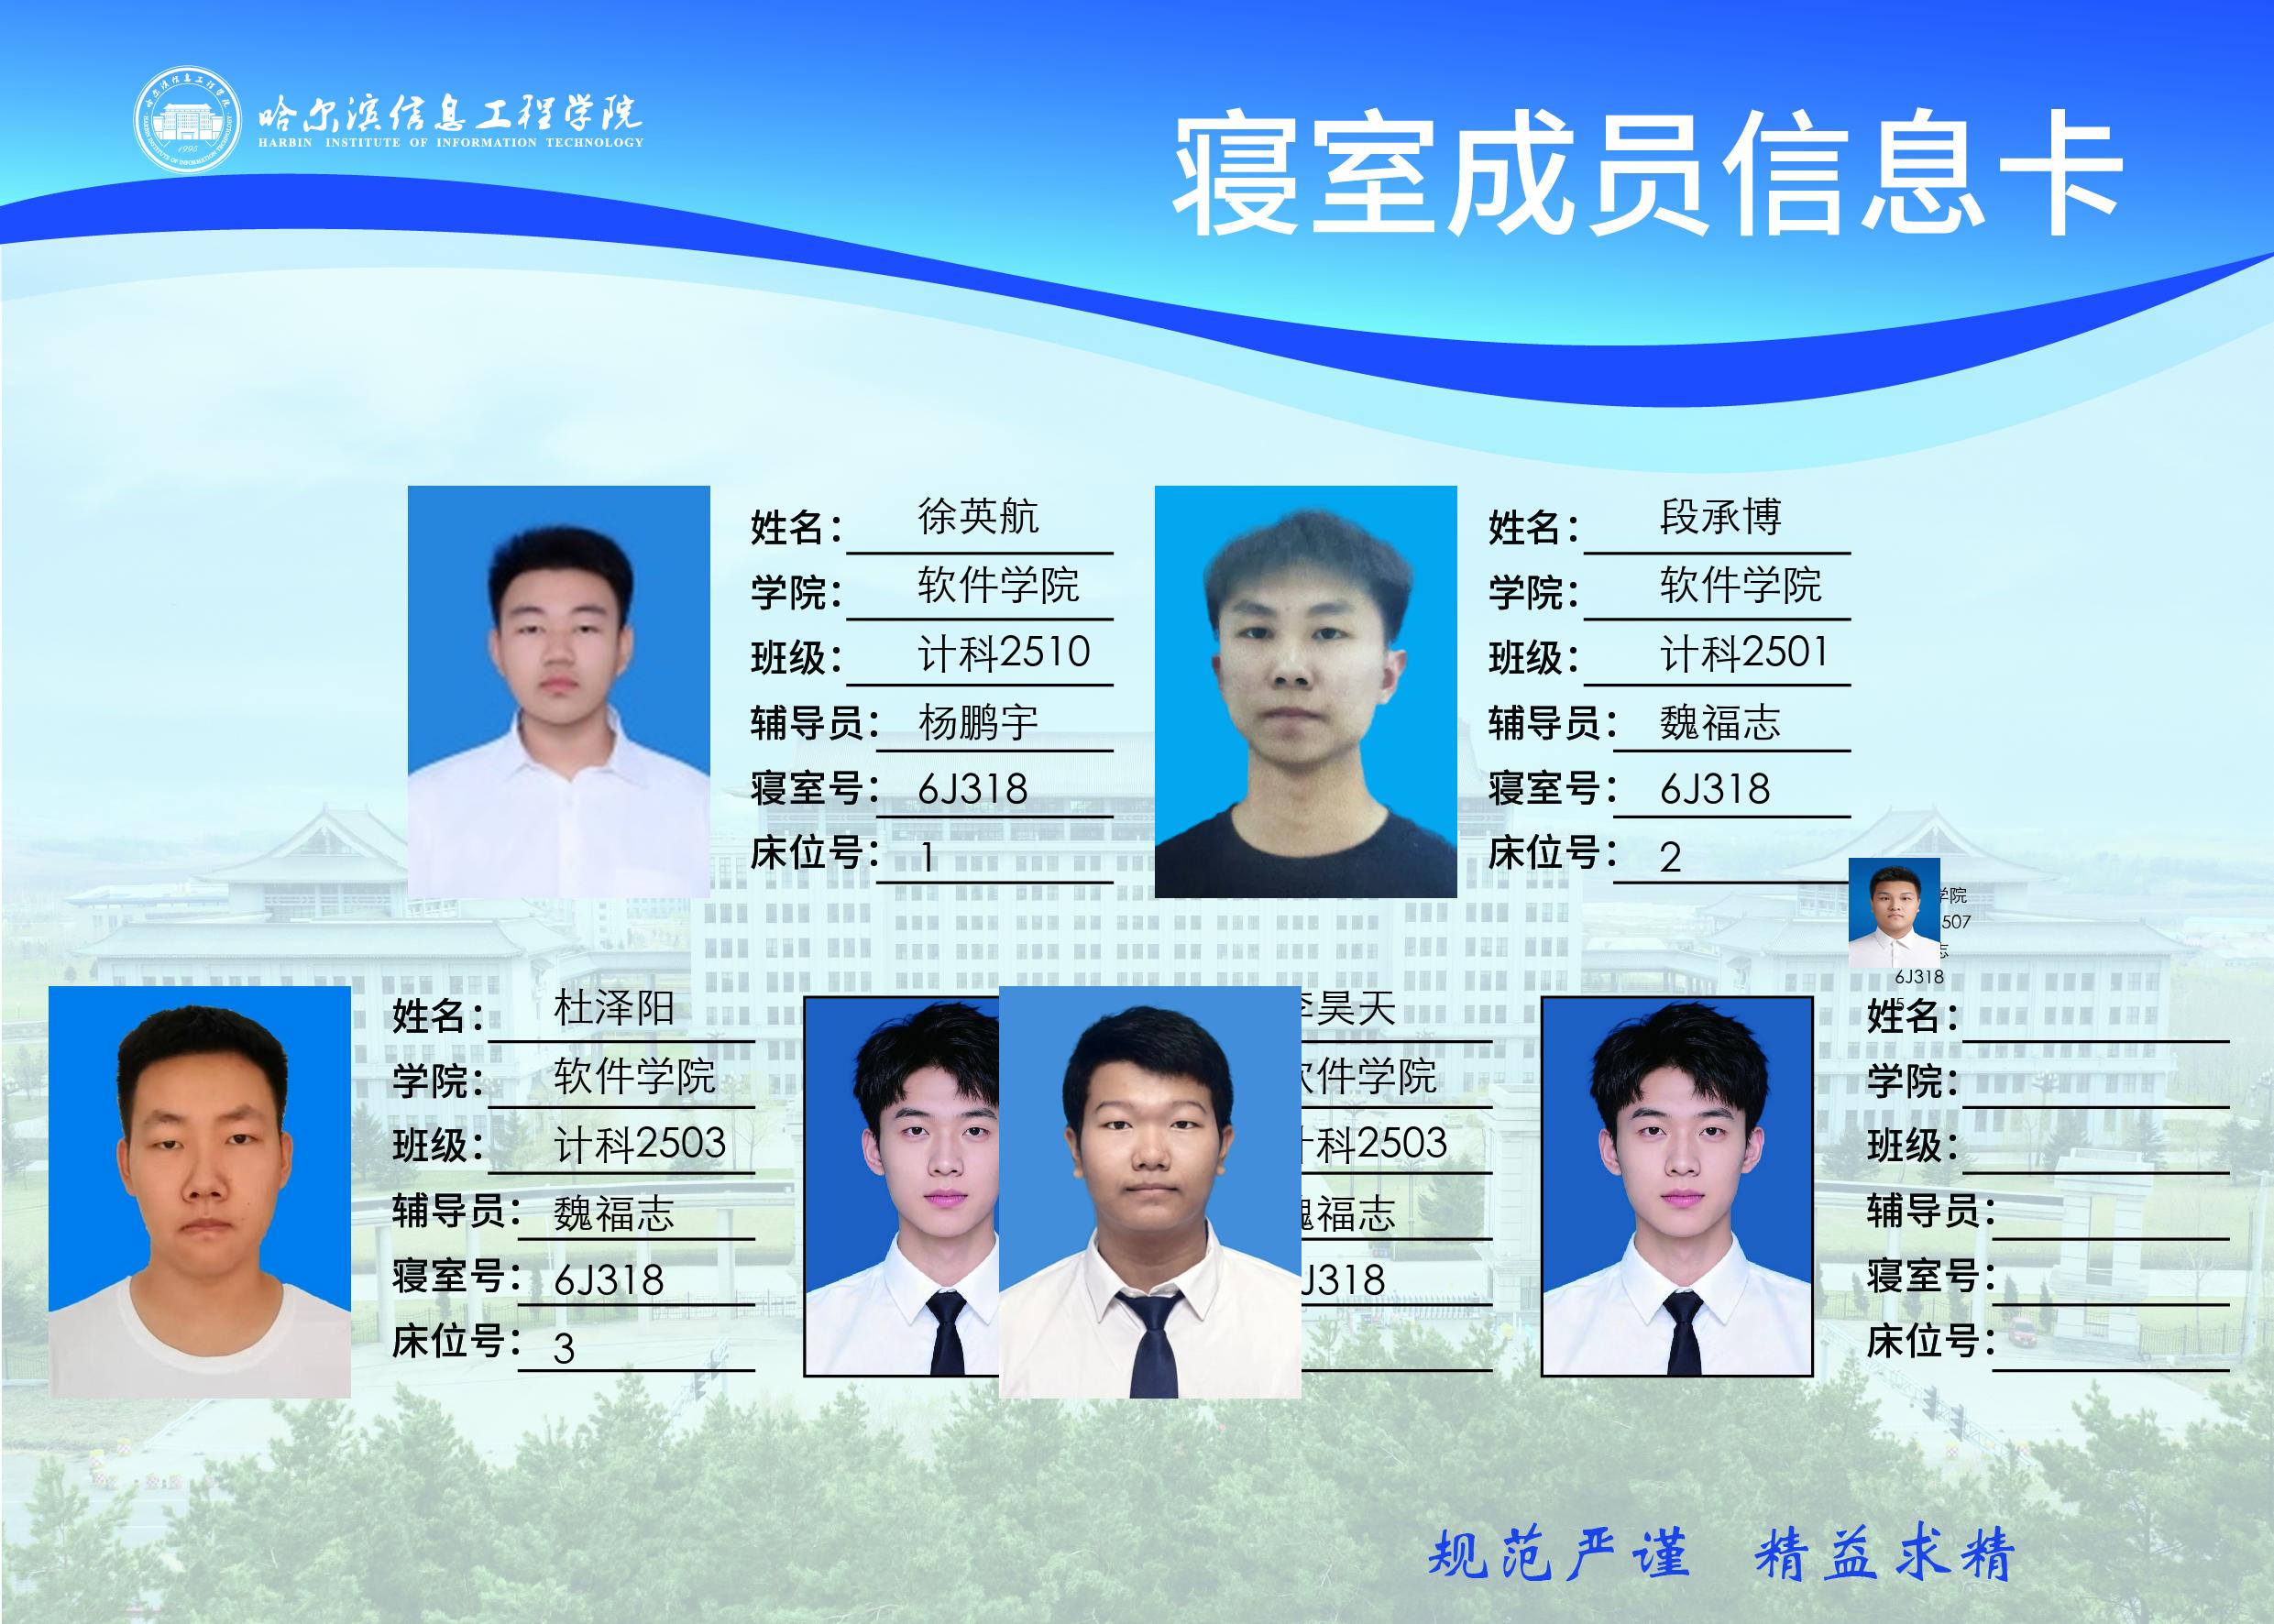 哈尔滨信息工程学院
HARBIN INSTITUTE OF INFORMATION TECHNOLOGY
1995
寝室成员信息卡
姓名： 徐英航
学院： 软件学院
班级： 计科2510
辅导员： 杨鹏宇
寝室号： 6J318
床位号： 1
姓名： 段承博
学院： 软件学院
班级： 计科2501
辅导员： 魏福志
寝室号： 6J318
床位号： 2
学院
507
志
6J318
姓名： 杜泽阳
学院： 软件学院
班级： 计科2503
辅导员： 魏福志
寝室号： 6J318
床位号： 3
昊天
件学院
科2503
福志
J318
姓名：
学院：
班级：
辅导员：
寝室号：
床位号：
规范严谨 精益求精